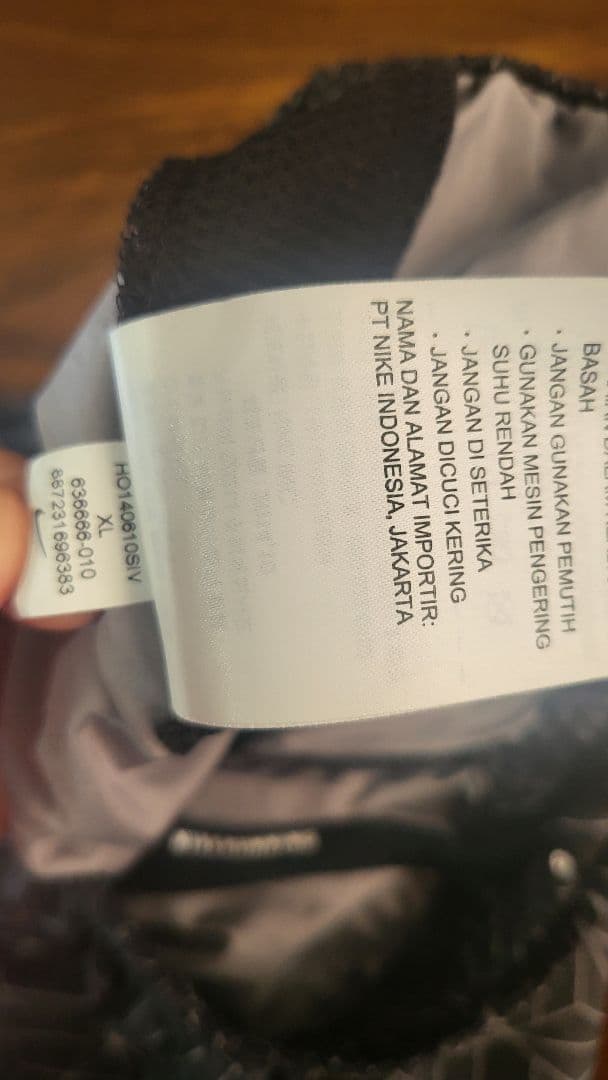 BASAH
· JANGAN GUNAKAN PEMUTIH
· GUNAKAN MESIN PENGERING
SUHU RENDAH
· JANGAN DI SETERIKA
· JANGAN DICUCI KERING
NAMA DAN ALAMAT IMPORTIR:
PT NIKE INDONESIA, JAKARTA
HO140610SIV
XL
636666-010
887231696383